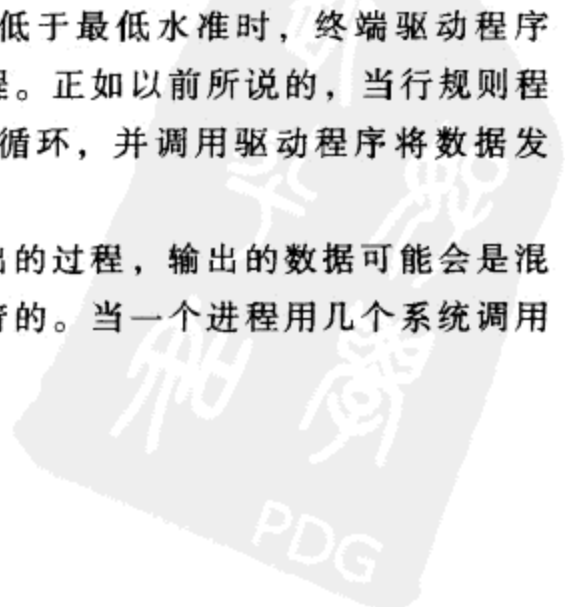 低于最低水准时，终端驱动程序
程。正如以前所说的，当行规则程
循环，并调用驱动程序将数据发
出的过程，输出的数据可能会是混
的。当一个进程用几个系统调用
PDG